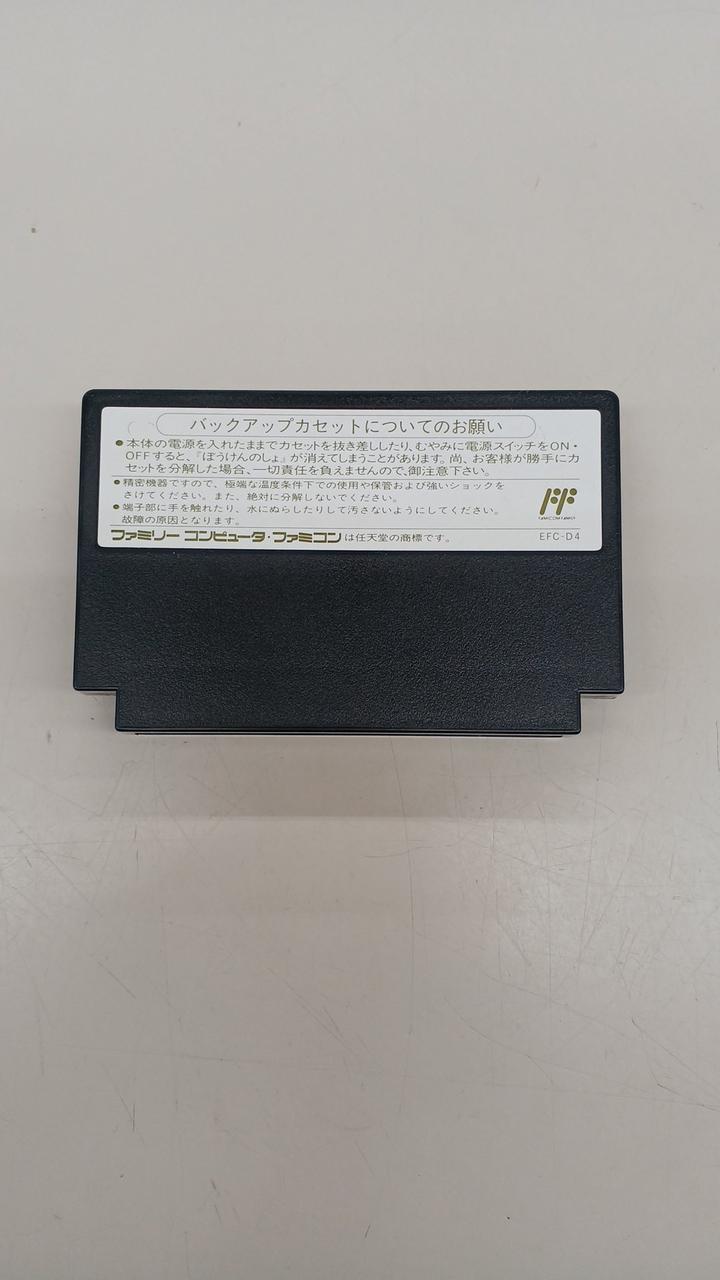 バックアップカセットについてのお願い
●本体の電源を入れたままでカセットを抜き差ししたり、むやみに電源スイッチをON・
OFFすると、『ぼうけんのしょ』が消えてしまうことがあります。尚、お客様が勝手にカ
セットを分解した場合、一切責任を負えませんので、御注意下さい。
●精密機器ですので、極端な温度条件下での使用や保管および強いショックを
さけてください。また、絶対に分解しないでください。
●端子部に手を触れたり、水にぬらしたりして汚さないようにしてください。
故障の原因となります。
FAMICOM FAMILY
ファミリーコンピュータ・ファミコンは任天堂の商標です。
EFC-D4